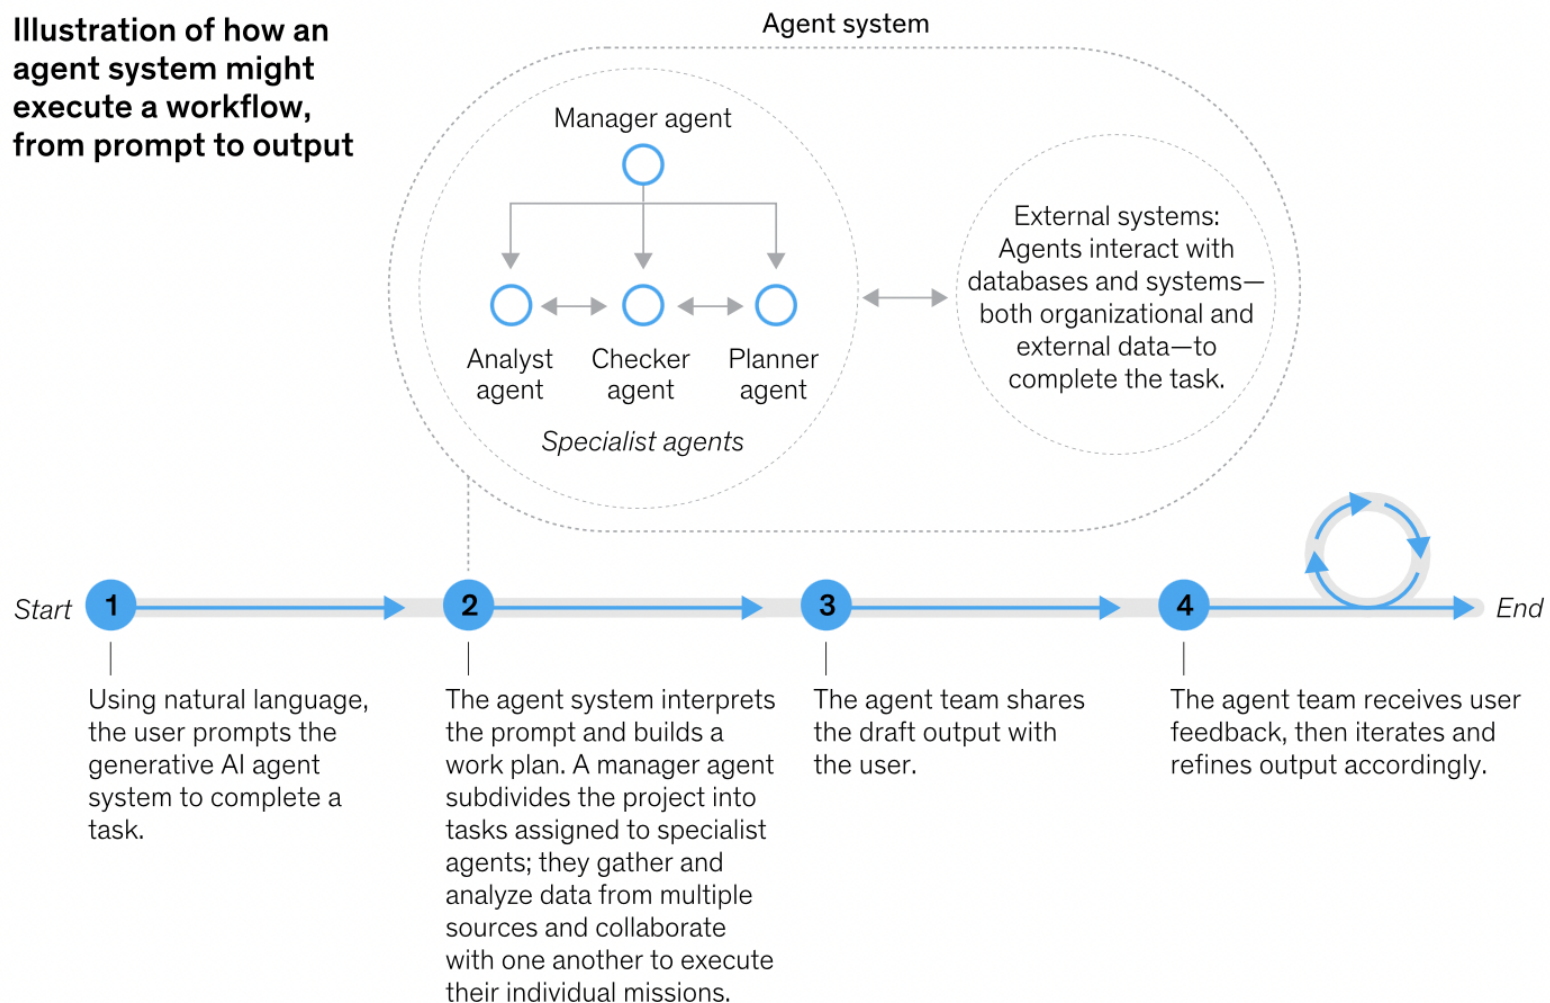 Illustration of how an
agent system might
execute a workflow,
from prompt to output
Agent system
Manager agent
Analyst
agent
Checker
agent
Planner
agent
Specialist agents
External systems:
Agents interact with
databases and systems—
both organizational and
external data—to
complete the task.
Start
1
2
3
4
End
Using natural language,
the user prompts the
generative AI agent
system to complete a
task.
The agent system interprets
the prompt and builds a
work plan. A manager agent
subdivides the project into
tasks assigned to specialist
agents; they gather and
analyze data from multiple
sources and collaborate
with one another to execute
their individual missions.
The agent team shares
the draft output with
the user.
The agent team receives user
feedback, then iterates and
refines output accordingly.